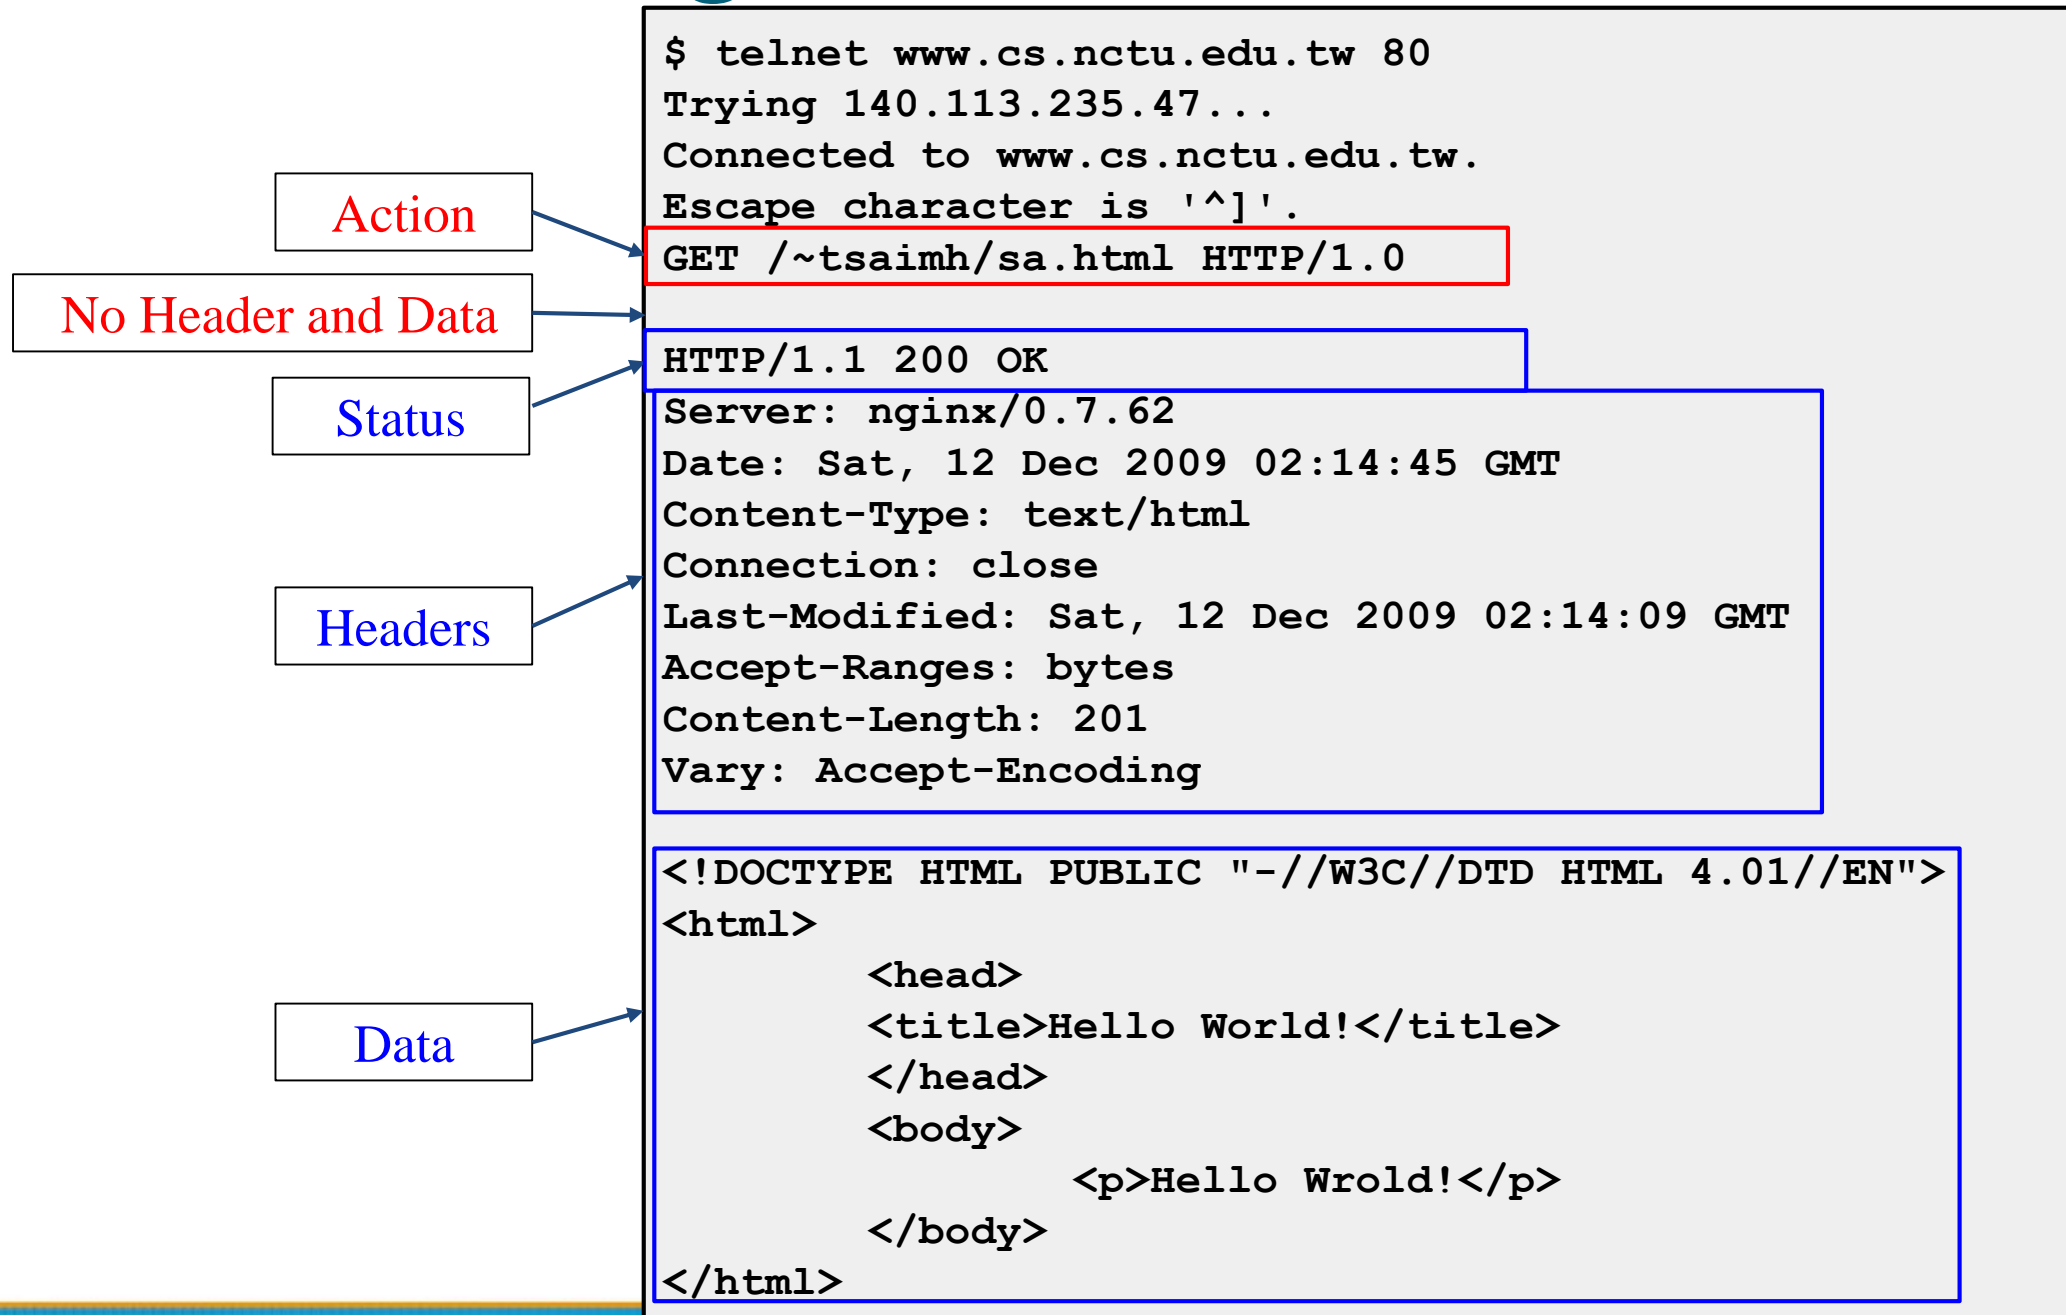 $ telnet www.cs.nctu.edu.tw 80
Trying 140.113.235.47...
Connected to www.cs.nctu.edu.tw.
Escape character is '^]'.
Action
GET /~tsaimh/sa.html HTTP/1.0
No Header and Data
HTTP/1.1 200 OK
Status
Server: nginx/0.7.62
Date: Sat, 12 Dec 2009 02:14:45 GMT
Content-Type: text/html
Connection: close
Headers
Last-Modified: Sat, 12 Dec 2009 02:14:09 GMT
Accept-Ranges: bytes
Content-Length: 201
Vary: Accept-Encoding
<!DOCTYPE HTML PUBLIC "-//W3C//DTD HTML 4.01//EN">
<html>
<head>
<title>Hello World!</title>
Data
</head>
<body>
<p>Hello Wrold!</p>
</body>
</html>